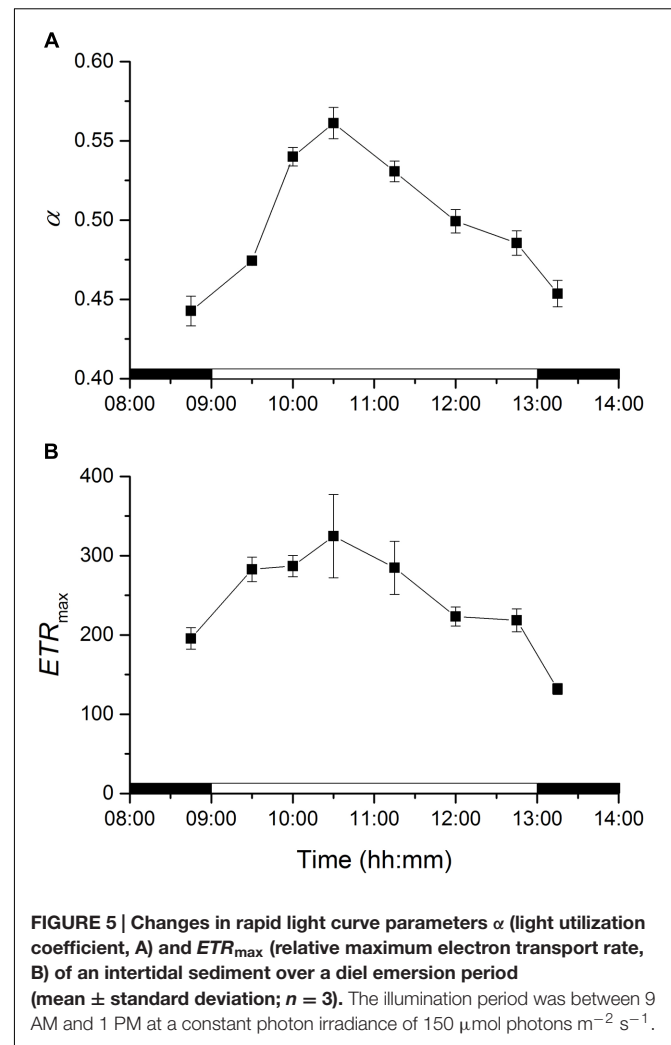 A
0.60
0.55
0.50
α
0.45
0.40
08:00 09:00 10:00 11:00 12:00 13:00 14:00
B
400
300
ETRmax
200
100
0
08:00 09:00 10:00 11:00 12:00 13:00 14:00
Time (hh:mm)
FIGURE 5 | Changes in rapid light curve parameters α (light utilization
coefficient, A) and ETRmax (relative maximum electron transport rate,
B) of an intertidal sediment over a diel emersion period
(mean ± standard deviation; n = 3). The illumination period was between 9
AM and 1 PM at a constant photon irradiance of 150 μmol photons m⁻² s⁻¹.